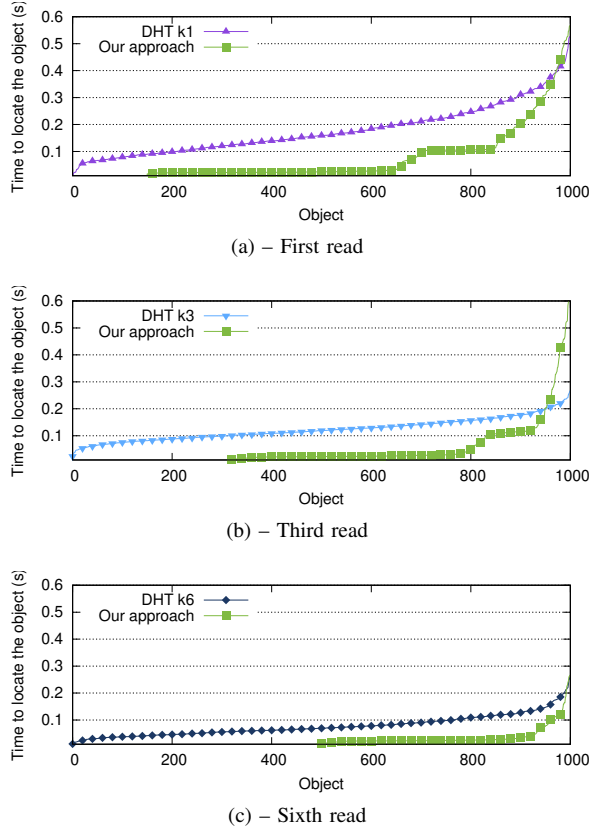 Time to locate the object (s)
0.6
0.5
0.4
0.3
0.2
0.1
DHT k1
Our approach
0 200 400 600 800 1000
Object
(a) – First read
Time to locate the object (s)
0.6
0.5
0.4
0.3
0.2
0.1
DHT k3
Our approach
0 200 400 600 800 1000
Object
(b) – Third read
Time to locate the object (s)
0.6
0.5
0.4
0.3
0.2
0.1
DHT k6
Our approach
0 200 400 600 800 1000
Object
(c) – Sixth read